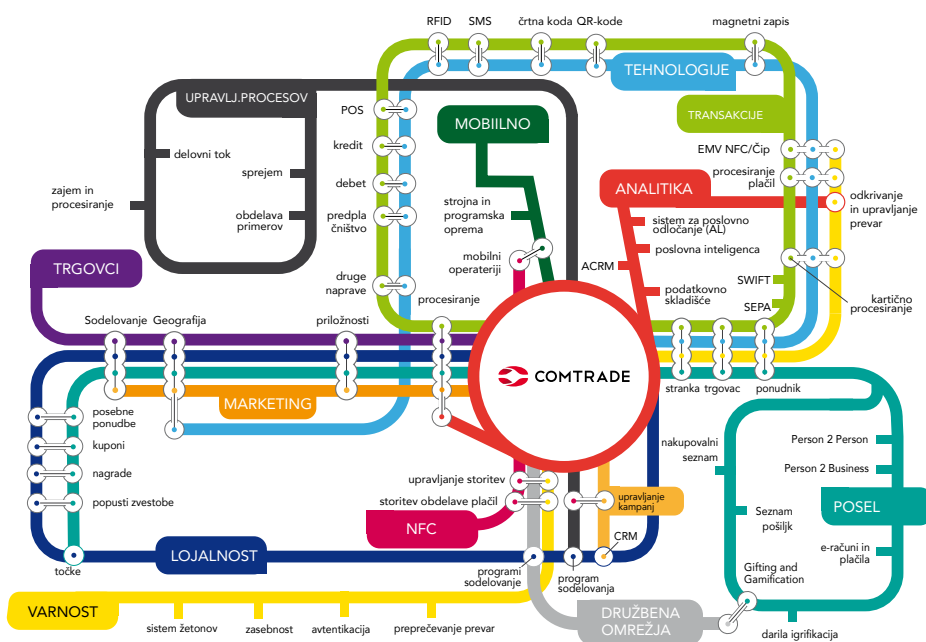 RFID
SMS
črtna koda
QR-kode
magnetni zapis
TEHNOLOGIJE
UPRAVLJ.PROCESOV
POS
MOBIILNO
TRANSAKCIJE
delovni tok
kredit
EMV NFC/Čip
sprejem
debet
procesiranje
plačil
ANALITIKA
zajem in
procesiranje
strojna in
programska
oprema
odkrivanje
in upravljanje
prevar
obdelava
primerov
predpla
čništvo
sistem za poslovno
odločanje (AL)
poslovna inteligenca
mobilni
operateriji
TRGOVCI
ACRM
druge
naprave
SWIFT
podatkovno
skladišće
procesiranje
kartično
procesiranje
SEPA
Sodelovanje
Geografija
priložnosti
COMTRADE
stranka
trgovac
ponudnik
MARKETING
posebne
ponudbe
kuponi
nakupovalni
seznam
Person 2 Person
nagrade
Person 2 Business
upravljanje storitev
popusti zvestobe
storitev obdelave plačil
upravljanje
kampanj
POSEL
Seznam
pošiljk
NFC
CRM
LOJALNOST
e-računi in
plačila
točke
programi
sodelovanje
program
sodelovanja
Gifting and
Gamification
VARNOST
DRUŽBENA
OMREŽJA
sistem žetonov
zasebnost
avtentikacija
preprečevanje prevar
darila igrifikacija